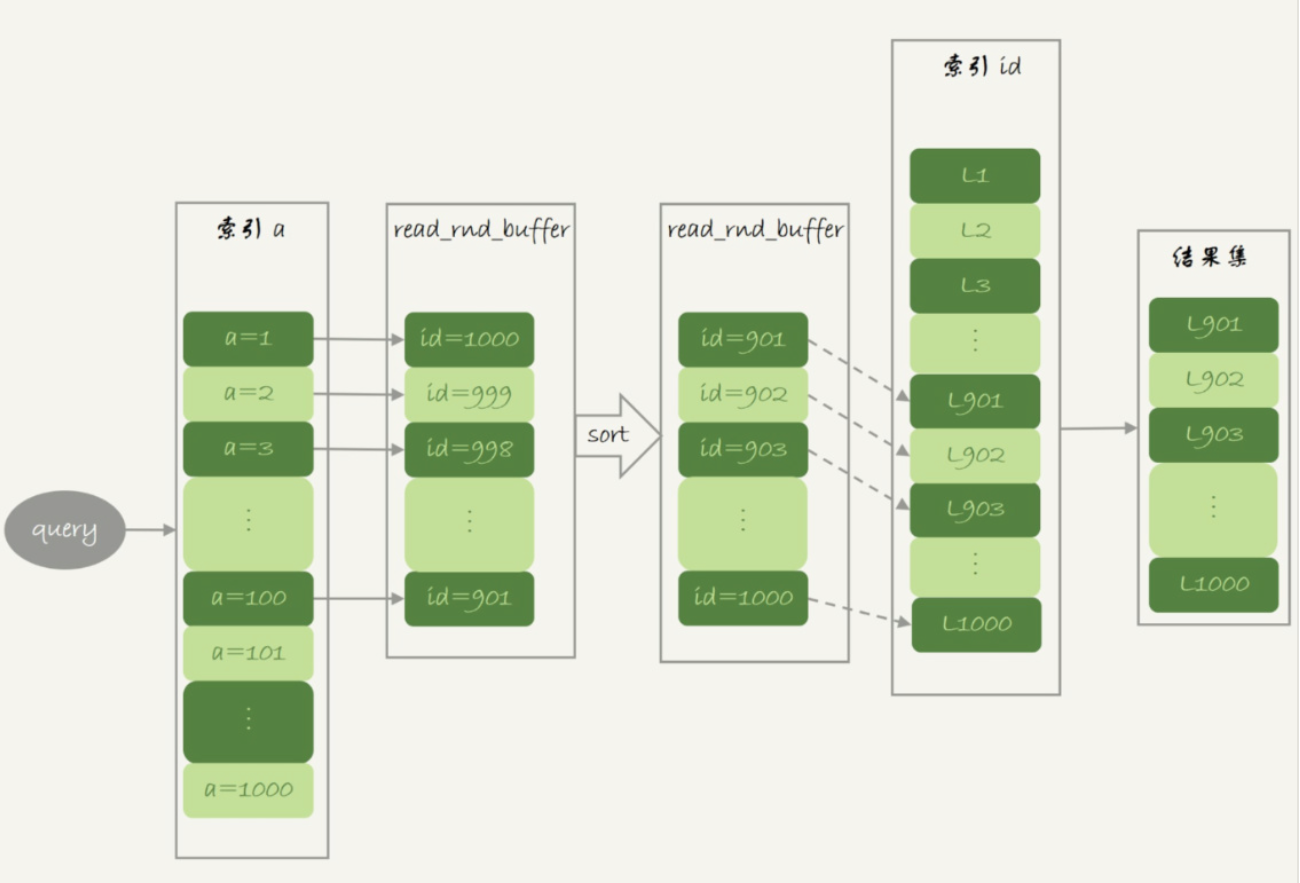 query
索引 a
a=1
a=2
a=3
⋮
a=100
a=101
⋮
a=1000
read_rnd_buffer
id=1000
id=999
id=998
⋮
id=901
sort
read_rnd_buffer
id=901
id=902
id=903
⋮
id=1000
索引 id
L1
L2
L3
⋮
L901
L902
L903
⋮
L1000
结果集
L901
L902
L903
⋮
L1000